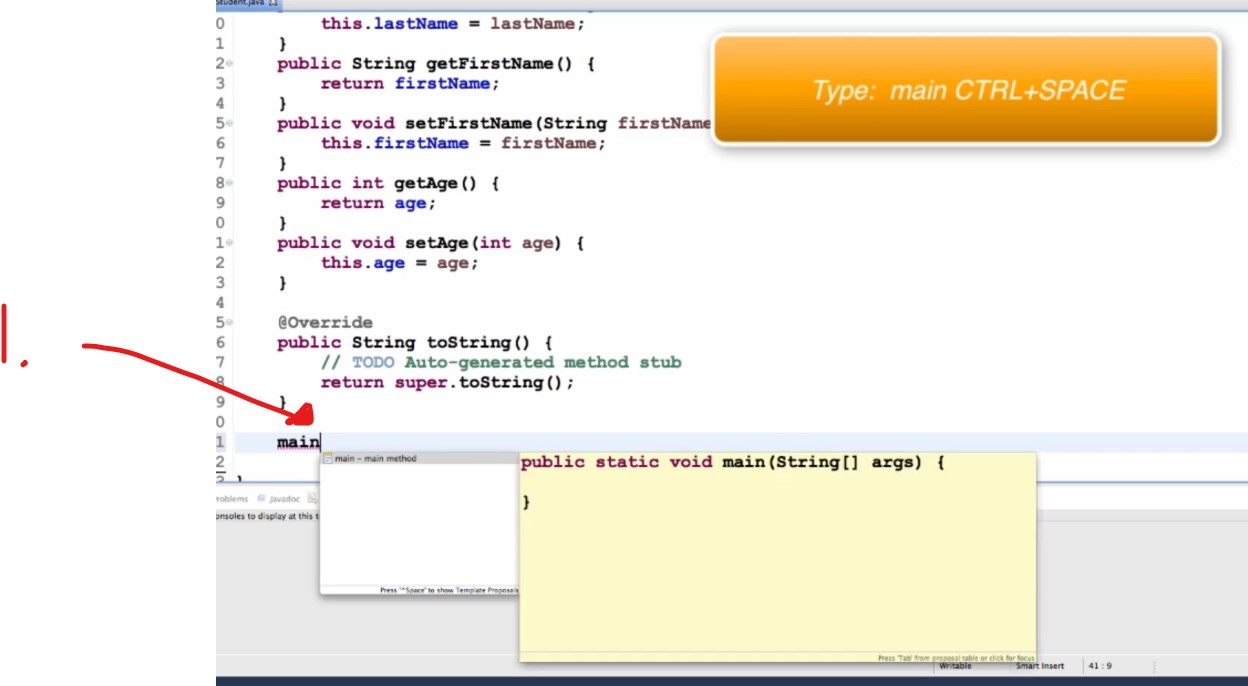 Student.java
0 this.lastName = lastName;
1 }
2 public String getFirstName() {
3 return firstName;
4 }
5 public void setFirstName(String firstName
6 this.firstName = firstName;
7 }
8 public int getAge() {
9 return age;
0 }
1 public void setAge(int age) {
2 this.age = age;
3 }
4
5 @Override
6 public String toString() {
7 // TODO Auto-generated method stub
8 return super.toString();
9 }
0
1 main
2
Type: main CTRL+SPACE
1.
main - main method
public static void main(String[] args) {
}
roblems Javadoc
onsoles to display at this t
Press '^Space' to show Template Proposals
Press 'Tab' from proposal table or click for focus
Writable Smart Insert 41 : 9